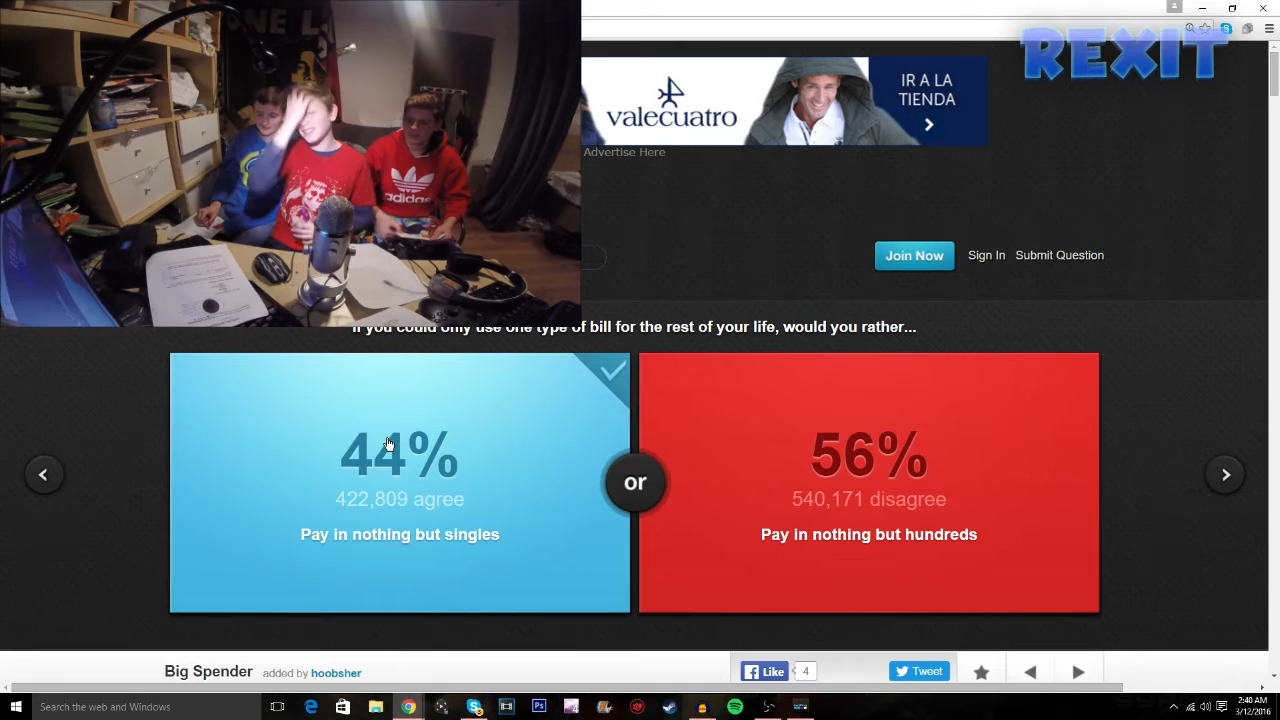 REXIT
valecuatro
IR A LA
TIENDA
Advertise Here
adidas
Join Now
Sign In
Submit Question
If you could only use one type of bill for the rest of your life, would you rather...
44%
422,809 agree
Pay in nothing but singles
or
56%
540,171 disagree
Pay in nothing but hundreds
Big Spender added by hoobsher
Like
4
Tweet
Search the web and Windows
2:40 AM
3/12/2016